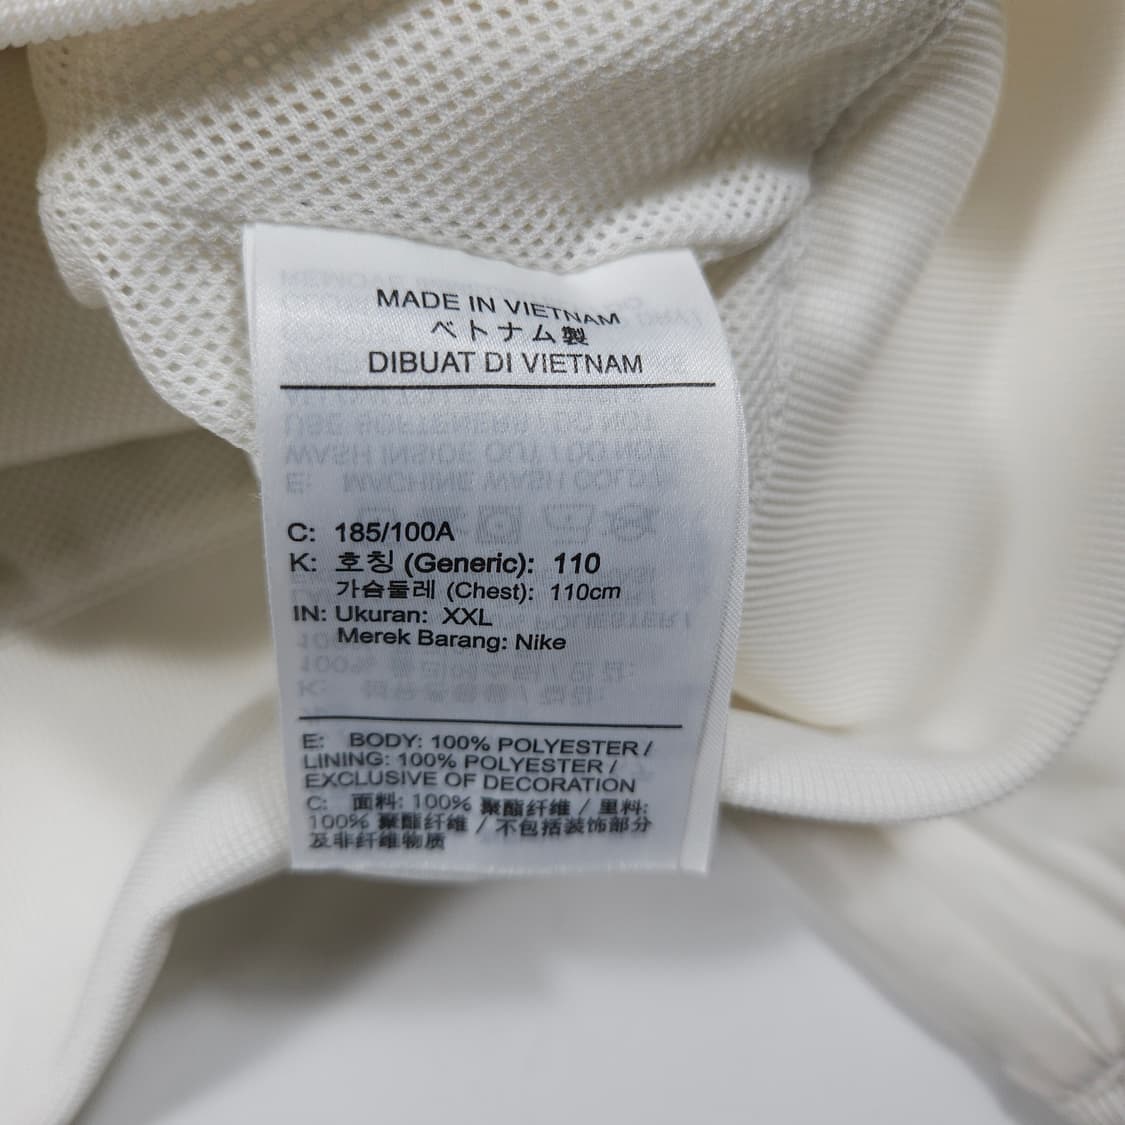 MADE IN VIETNAM
ベトナム製
DIBUAT DI VIETNAM
C: 185/100A
K: 호칭 (Generic): 110
가슴둘레 (Chest): 110cm
IN: Ukuran: XXL
Merek Barang: Nike
E: BODY: 100% POLYESTER /
LINING: 100% POLYESTER /
EXCLUSIVE OF DECORATION
C: 面料: 100% 聚酯纤维 / 里料:
100% 聚酯纤维 / 不包括装饰部分
及非纤维物质